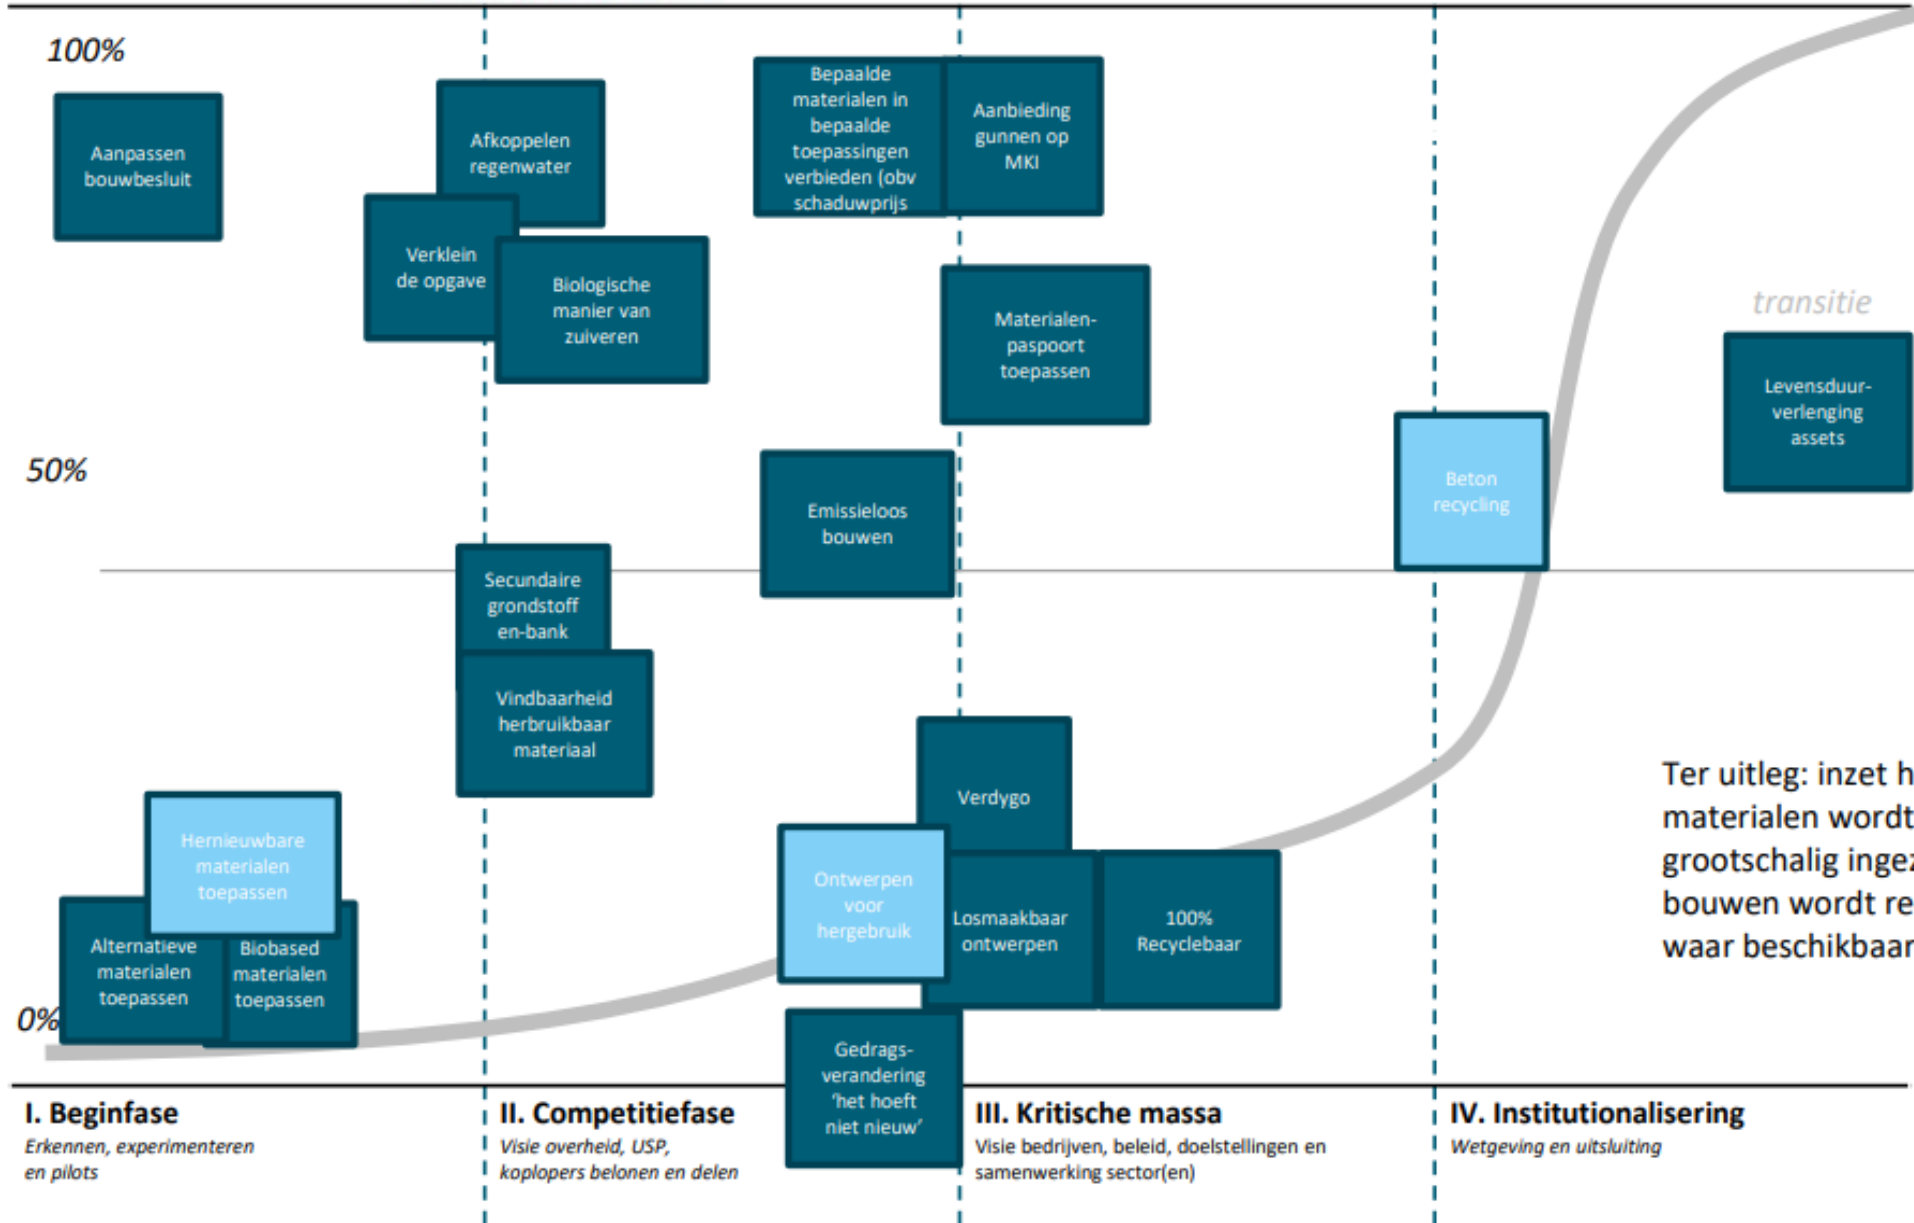 100%
Aanpassen
bouwbesluit
Afkoppelen
regenwater
Verklein
de opgave
Biologische
manier van
zuiveren
Bepaalde
materialen in
bepaalde
toepassingen
verbieden (obv
schaduwprijs
Aanbieding
gunnen op
MKI
Materialen-
paspoort
toepassen
transitie
Levensduur-
verlenging
assets
50%
Emissieloos
bouwen
Beton
recycling
Secundaire
grondstoff
en-bank
Vindbaarheid
herbruikbaar
materiaal
Hernieuwbare
materialen
toepassen
Alternatieve
materialen
toepassen
Biobased
materialen
toepassen
Verdygo
Ontwerpen
voor
hergebruik
Losmaakbaar
ontwerpen
100%
Recyclebaar
Ter uitleg: inzet h
materialen wordt
grootschalig ingez
bouwen wordt re
waar beschikbaar
0%
Gedrags-
verandering
'het hoeft
niet nieuw'
I. Beginfase
Erkennen, experimenteren
en pilots
II. Competitiefase
Visie overheid, USP,
koplopers belonen en delen
III. Kritische massa
Visie bedrijven, beleid, doelstellingen en
samenwerking sector(en)
IV. Institutionalisering
Wetgeving en uitsluiting